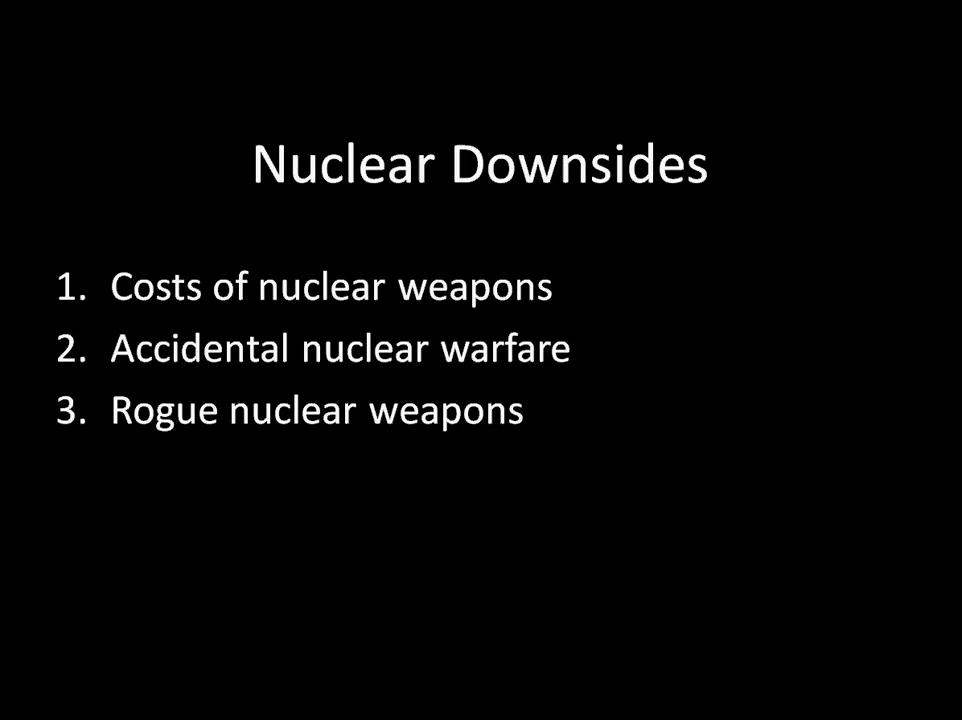 Nuclear Downsides
1. Costs of nuclear weapons
2. Accidental nuclear warfare
3. Rogue nuclear weapons